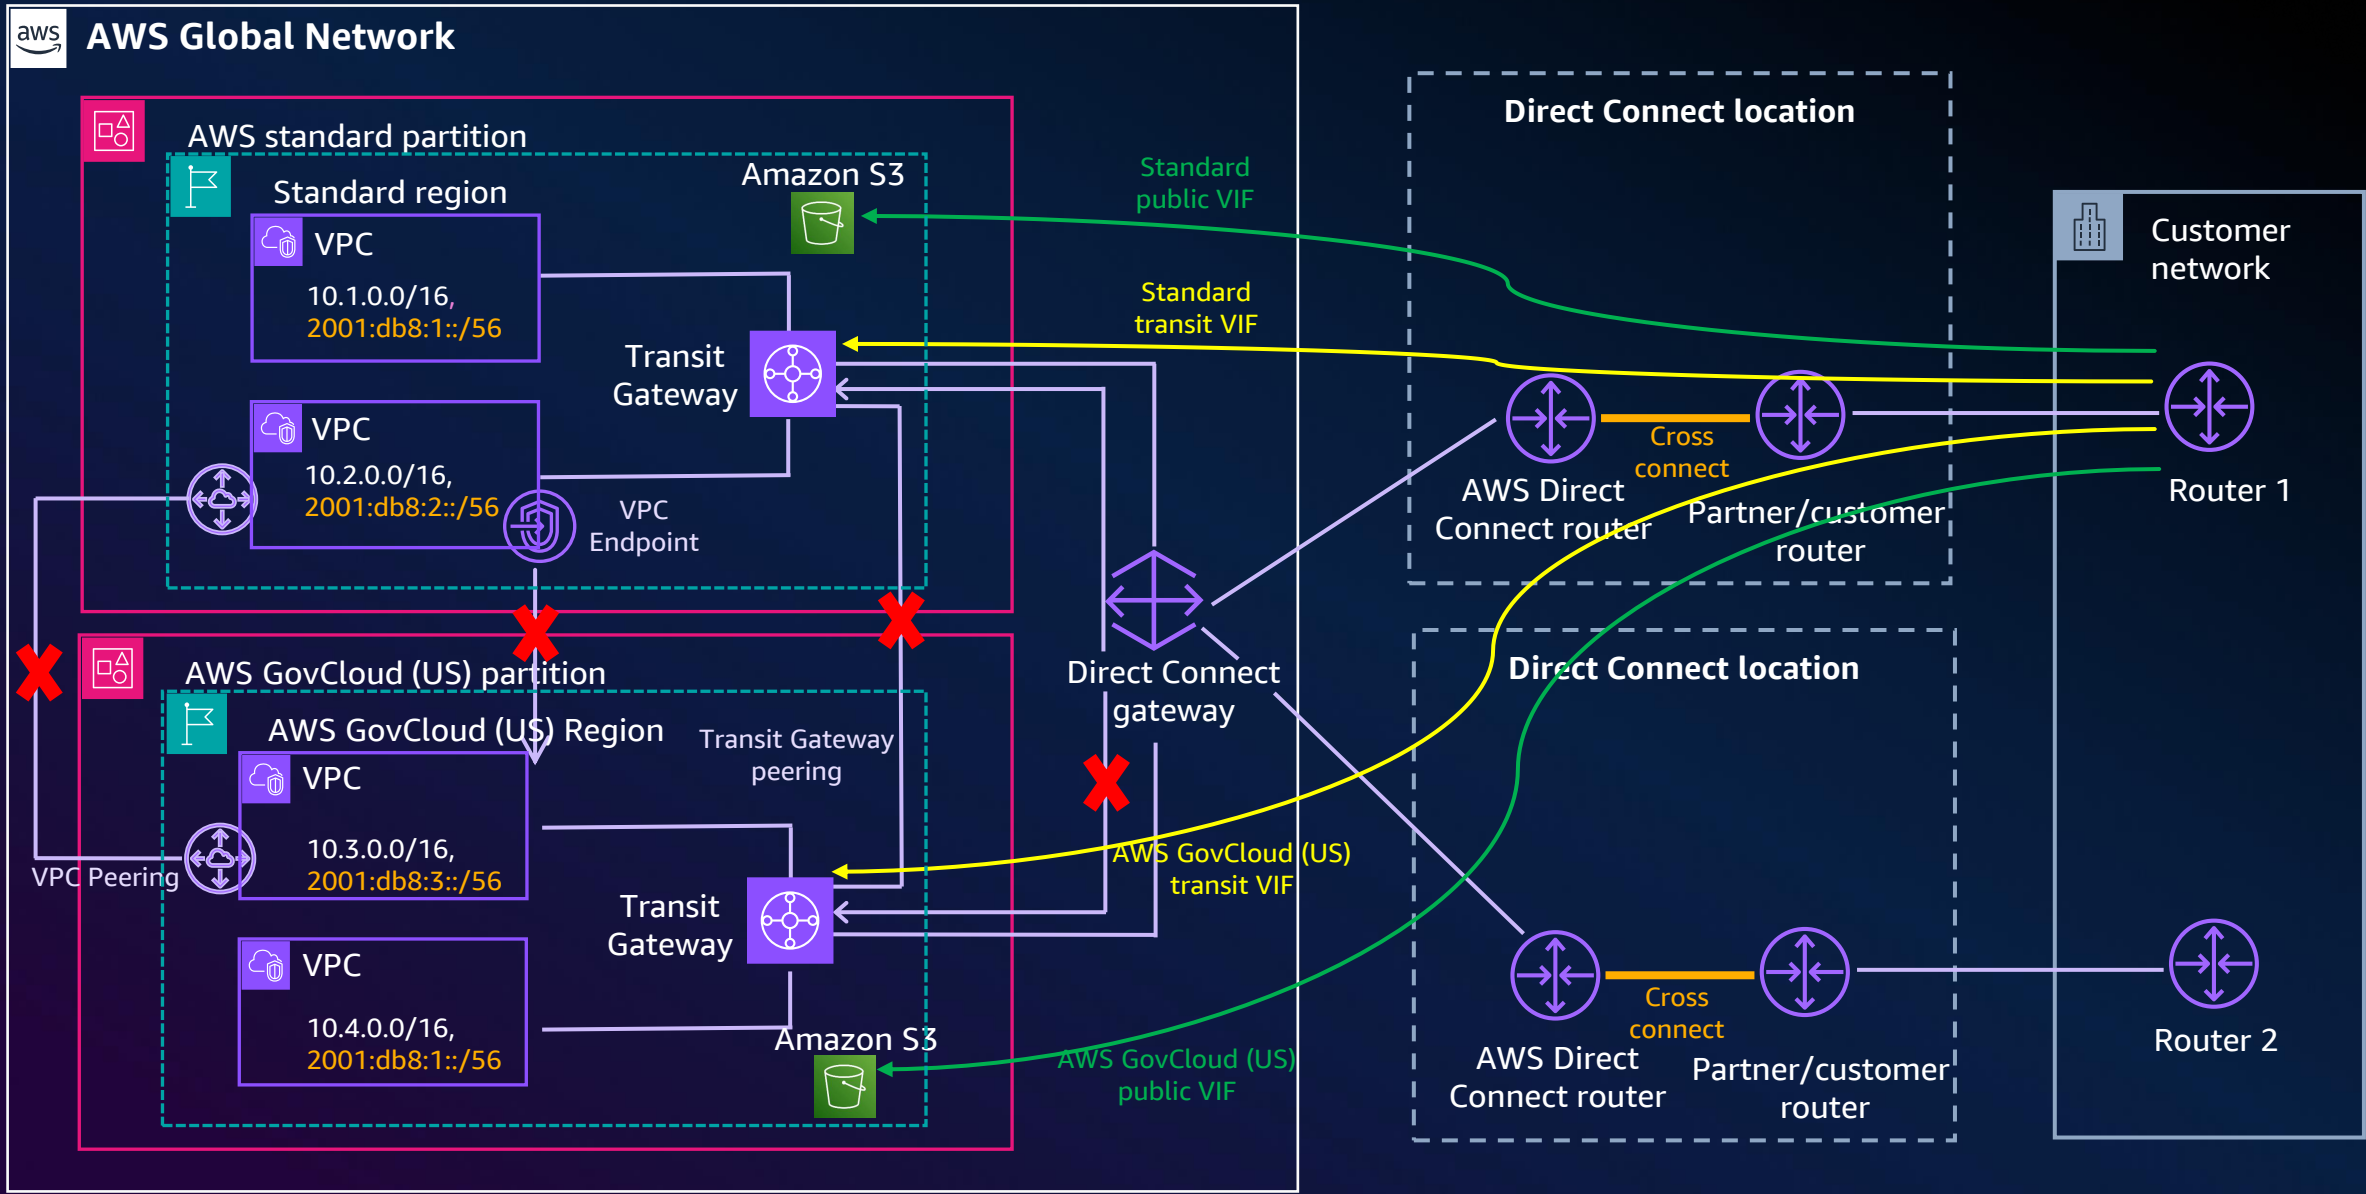 aws
AWS Global Network
AWS standard partition
Standard region
VPC
10.1.0.0/16,
2001:db8:1::/56
VPC
10.2.0.0/16,
2001:db8:2::/56
VPC
Endpoint
Transit
Gateway
Amazon S3
Standard
public VIF
Standard
transit VIF
AWS GovCloud (US) partition
AWS GovCloud (US) Region
VPC
10.3.0.0/16,
2001:db8:3::/56
VPC Peering
VPC
10.4.0.0/16,
2001:db8:1::/56
Transit Gateway
peering
Transit
Gateway
Amazon S3
Direct Connect
gateway
AWS GovCloud (US)
transit VIF
AWS GovCloud (US)
public VIF
Direct Connect location
Cross
connect
AWS Direct
Connect router
Partner/customer
router
Direct Connect location
Cross
connect
AWS Direct
Connect router
Partner/customer
router
Customer
network
Router 1
Router 2